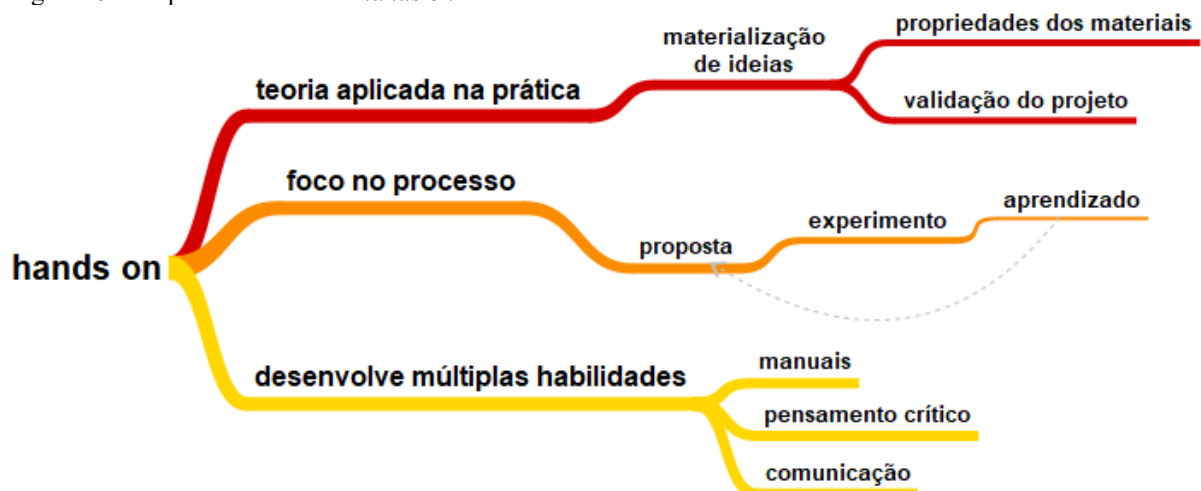 propriedades dos materiais
materialização
de ideias
teoria aplicada na prática
validação do projeto
foco no processo
aprendizado
experimento
proposta
hands on
manuais
desenvolve múltiplas habilidades
pensamento crítico
comunicação